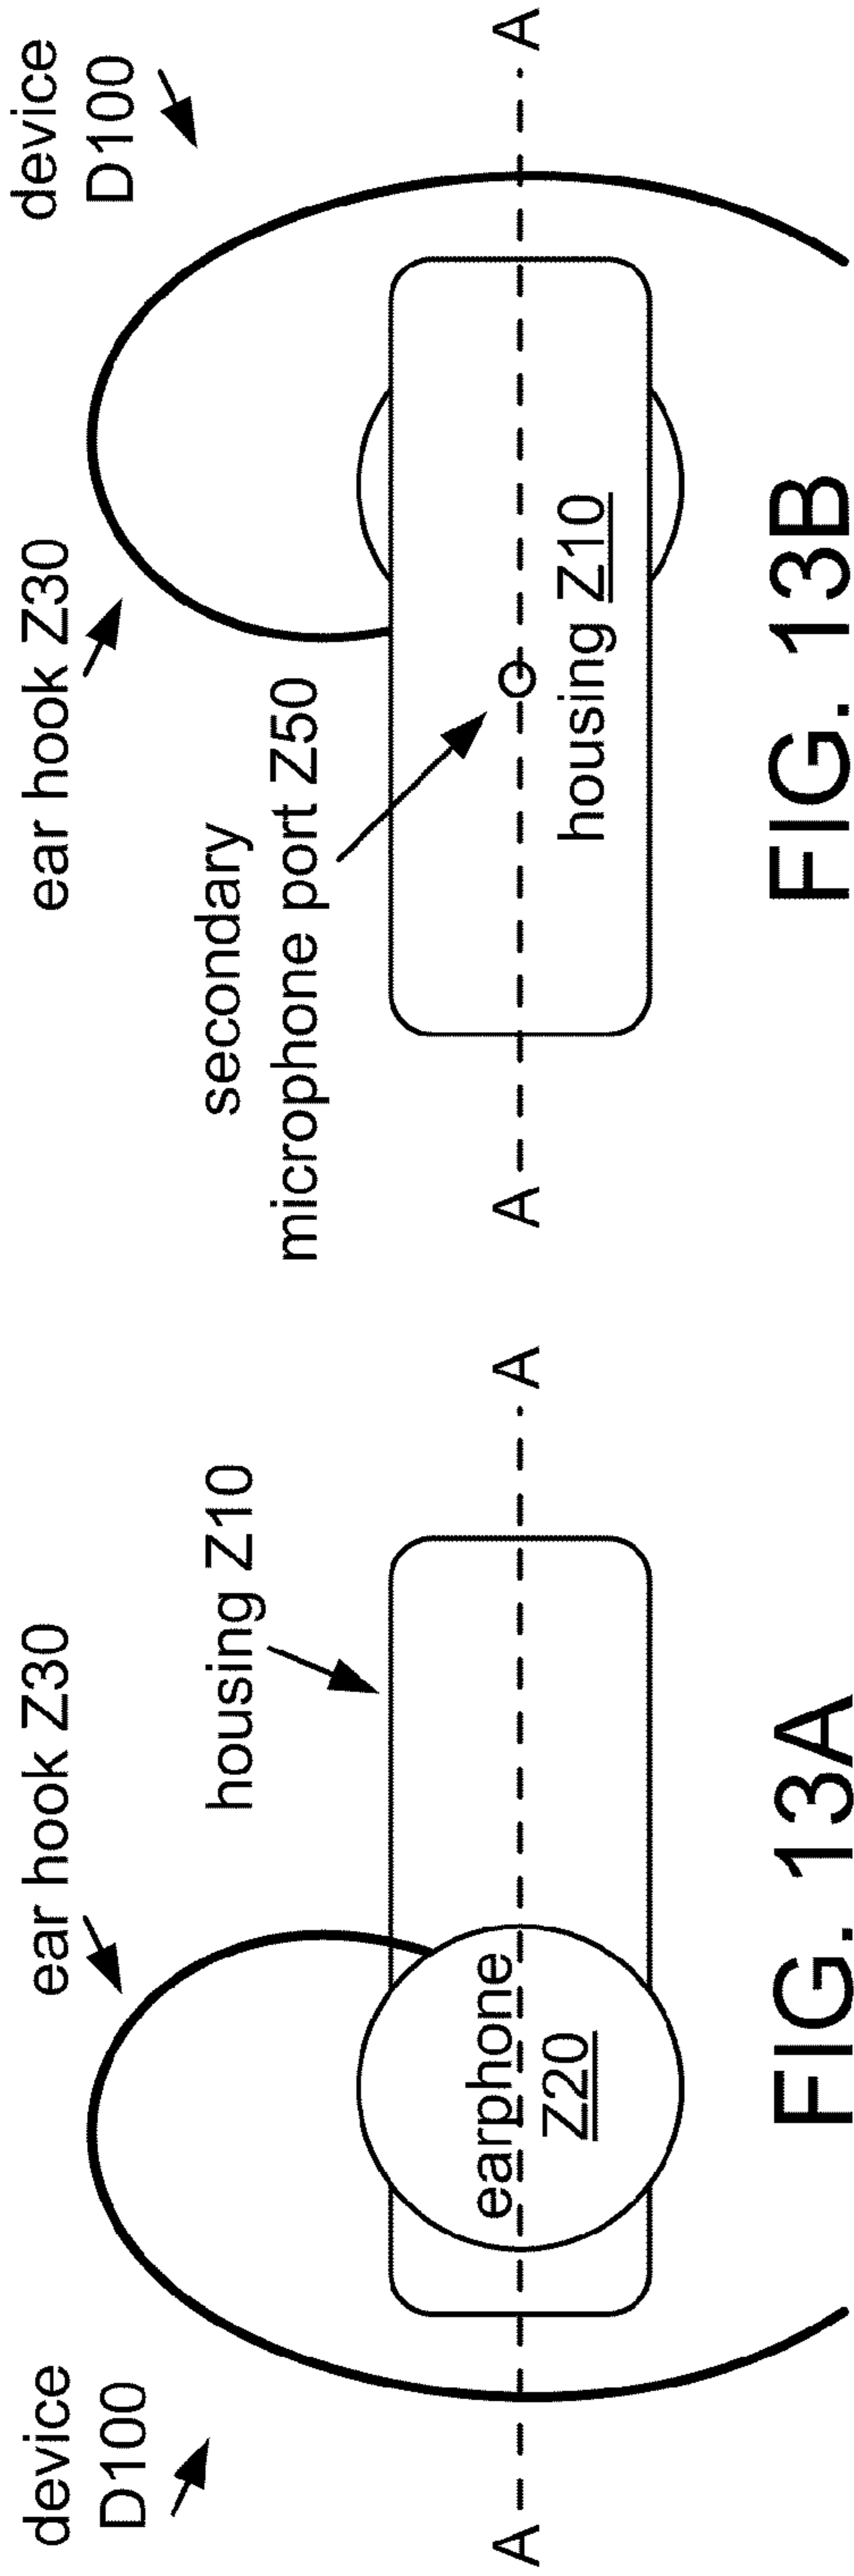 device
D100
ear hook Z30
housing Z10
earphone
Z20
A
A
FIG. 13A
device
D100
ear hook Z30
secondary
microphone port Z50
housing Z10
A
A
FIG. 13B